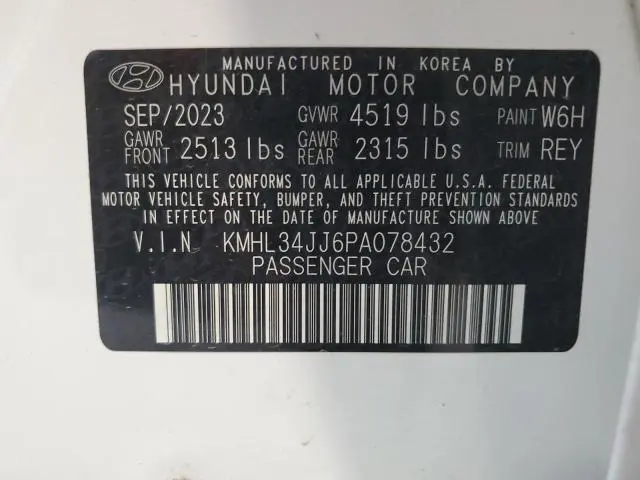 MANUFACTURED IN KOREA BY
HYUNDAI MOTOR COMPANY
SEP/2023 GVWR 4519 lbs PAINT W6H
GAWR FRONT 2513 lbs GAWR REAR 2315 lbs TRIM REY
THIS VEHICLE CONFORMS TO ALL APPLICABLE U.S.A. FEDERAL
MOTOR VEHICLE SAFETY, BUMPER, AND THEFT PREVENTION STANDARDS
IN EFFECT ON THE DATE OF MANUFACTURE SHOWN ABOVE
V.I.N KMHL34JJ6PA078432
PASSENGER CAR